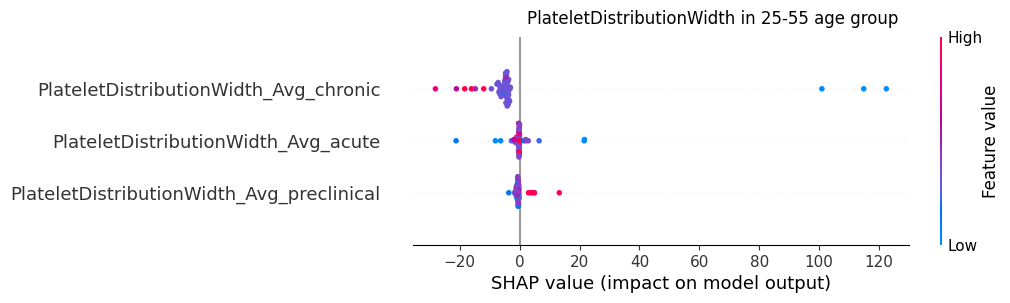 PlateletDistributionWidth in 25-55 age group
High
PlateletDistributionWidth_Avg_chronic
PlateletDistributionWidth_Avg_acute
PlateletDistributionWidth_Avg_preclinical
Feature value
Low
−20 0 20 40 60 80 100 120
SHAP value (impact on model output)